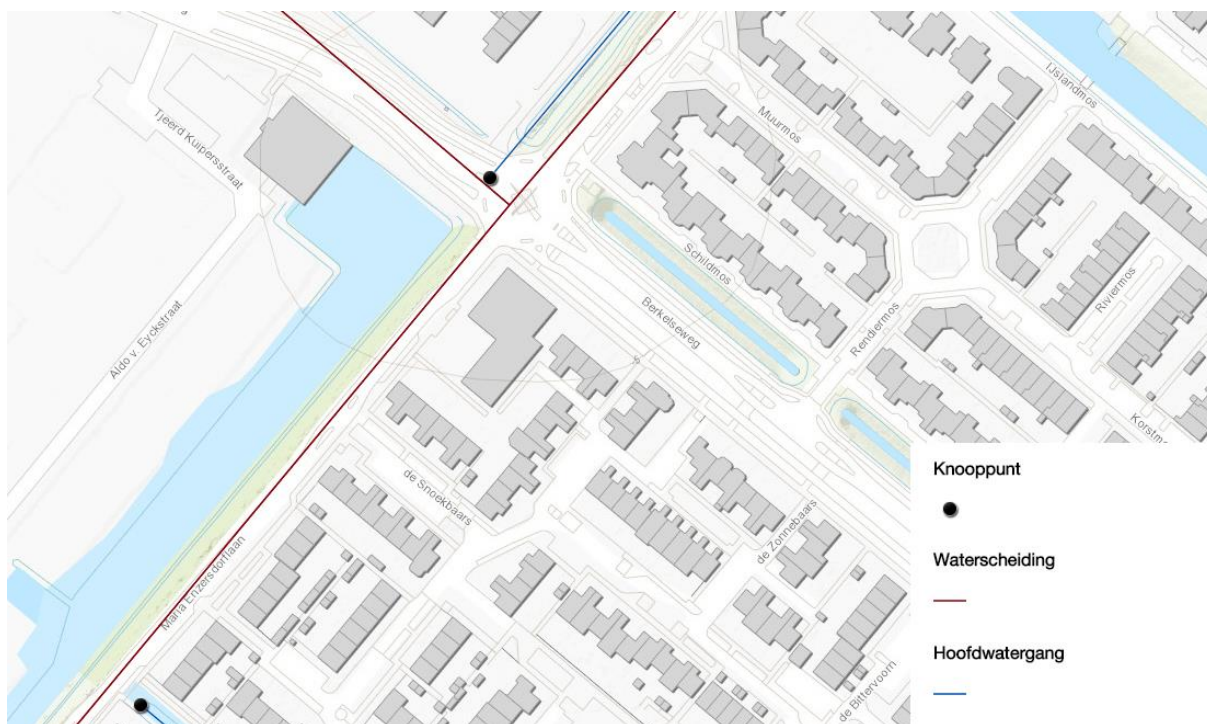 Tjeerd Kuipersstraat
IJslandmos
Muurmos
Schildmos
Riviermos
Rendiermos
Berkelseweg
Aldo v. Eyckstraat
de Snoekbaars
de Zonnebaars
Maria Enzersdorflaan
de Bittervoorn
Knooppunt
Waterscheiding
Hoofdwatergang